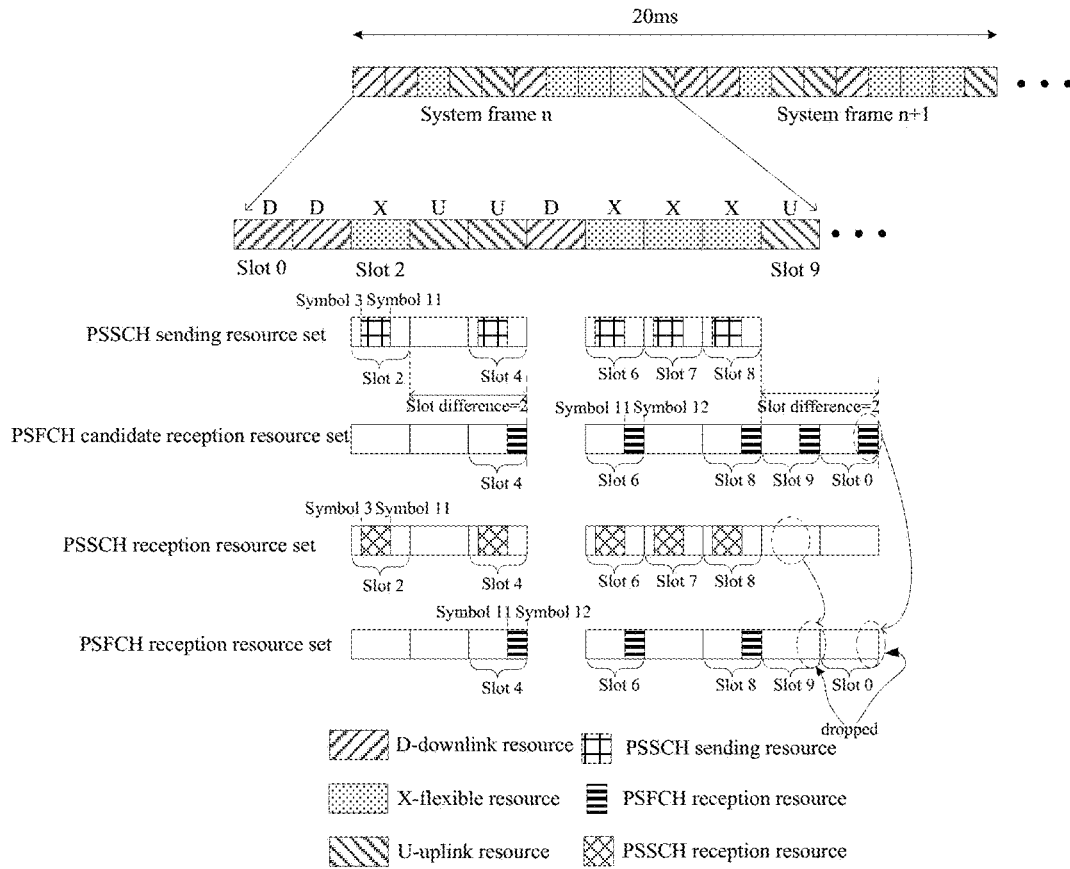 20ms
System frame n System frame n+1
D D X U U D X X X U
Slot 0 Slot 2 Slot 9
Symbol 3 Symbol 11
PSSCH sending resource set
Slot 2 Slot 4 Slot 6 Slot 7 Slot 8
Slot difference=2 Symbol 11 Symbol 12 Slot difference=2
PSFCH candidate reception resource set
Slot 4 Slot 6 Slot 8 Slot 9 Slot 0
Symbol 3 Symbol 11
PSSCH reception resource set
Slot 2 Slot 4 Slot 6 Slot 7 Slot 8
Symbol 11 Symbol 12
PSFCH reception resource set
Slot 4 Slot 6 Slot 8 Slot 9 Slot 0
dropped
D-downlink resource PSSCH sending resource
X-flexible resource PSFCH reception resource
U-uplink resource PSSCH reception resource